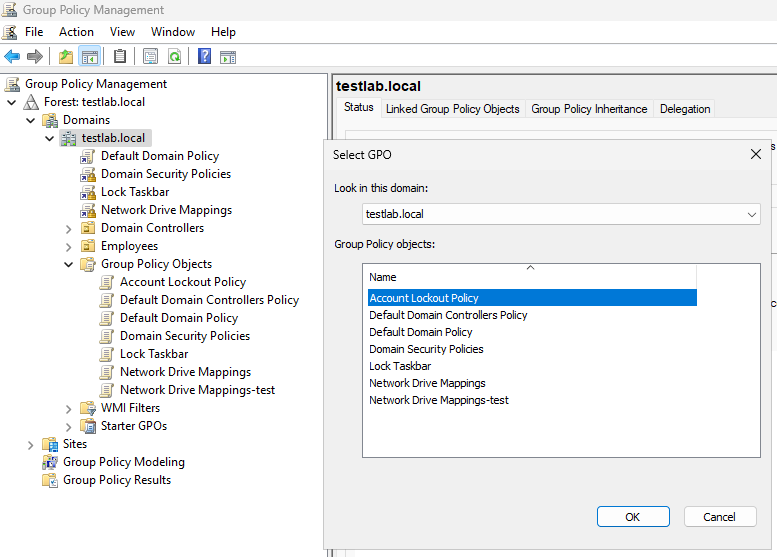 Group Policy Management
File Action View Window Help
Group Policy Management
Forest: testlab.local
Domains
testlab.local
Default Domain Policy
Domain Security Policies
Lock Taskbar
Network Drive Mappings
Domain Controllers
Employees
Group Policy Objects
Account Lockout Policy
Default Domain Controllers Policy
Default Domain Policy
Domain Security Policies
Lock Taskbar
Network Drive Mappings
Network Drive Mappings-test
WMI Filters
Starter GPOs
Sites
Group Policy Modeling
Group Policy Results
testlab.local
Status Linked Group Policy Objects Group Policy Inheritance Delegation
Select GPO
Look in this domain:
testlab.local
Group Policy objects:
Name
Account Lockout Policy
Default Domain Controllers Policy
Default Domain Policy
Domain Security Policies
Lock Taskbar
Network Drive Mappings
Network Drive Mappings-test
OK Cancel